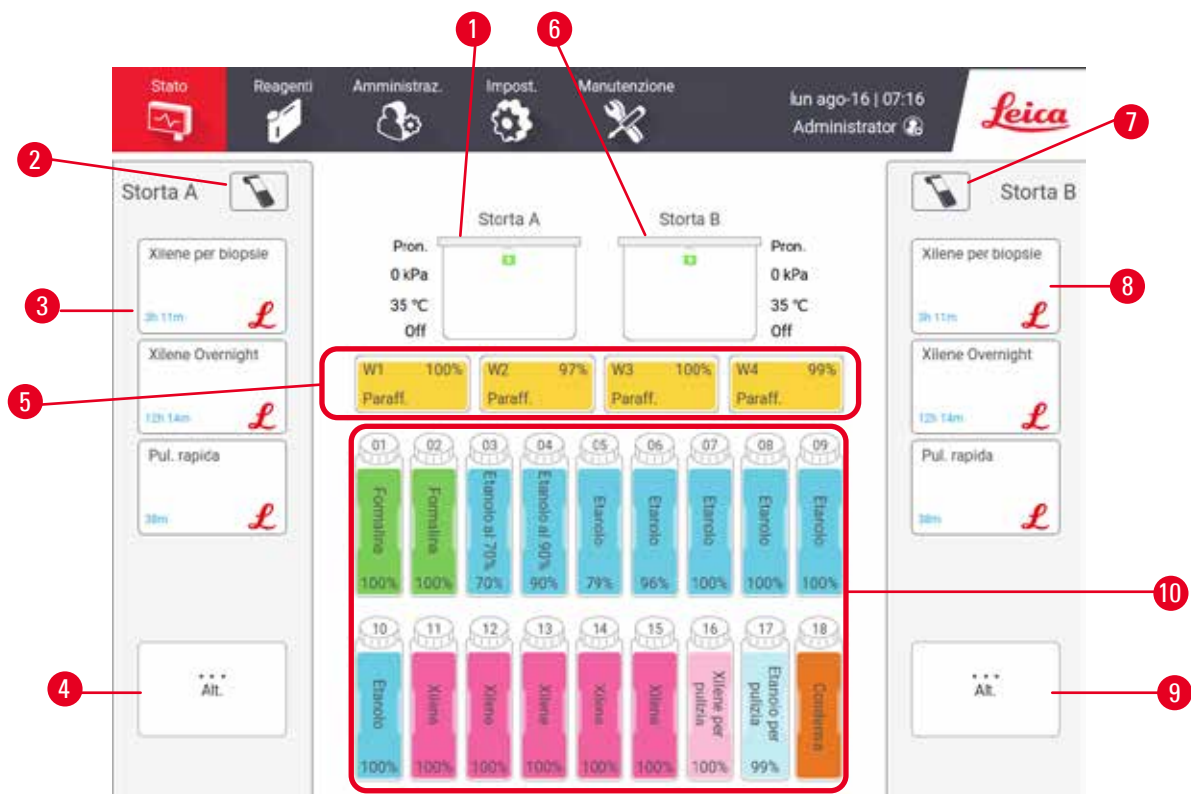 1
6
Stato
Reagenti
Amministraz.
Impost.
Manutenzione
lun ago-16 | 07:16
Administrator
Leica
2
7
Storta A
Storta B
Storta A
Storta B
Xilene per biopsie
3h 11m
L
3
Xilene Overnight
12h 14m
L
Pul. rapida
38m
L
...
Alt.
4
Pron.
0 kPa
35 °C
Off
Pron.
0 kPa
35 °C
Off
5
W1 100%
Paraff.
W2 97%
Paraff.
W3 100%
Paraff.
W4 99%
Paraff.
01 02 03 04 05 06 07 08 09
Formalina
Formalina
Etanolo al 70%
Etanolo al 90%
Etanolo
Etanolo
Etanolo
Etanolo
Etanolo
100% 100% 70% 90% 79% 96% 100% 100% 100%
10 11 12 13 14 15 16 17 18
Etanolo
Xilene
Xilene
Xilene
Xilene
Xilene
Xilene per pulizia
Etanolo per pulizia
Condensa
100% 100% 100% 100% 100% 100% 100% 99%
10
Xilene per biopsie
3h 11m
L
8
Xilene Overnight
12h 14m
L
Pul. rapida
38m
L
...
Alt.
9